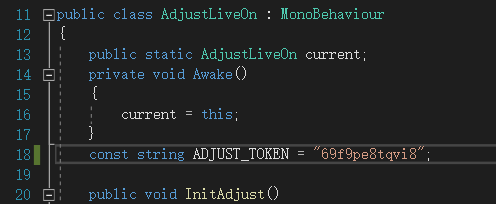 11 public class AdjustLiveOn : MonoBehaviour
12 {
13 public static AdjustLiveOn current;
14 private void Awake()
15 {
16 current = this;
17 }
18 const string ADJUST_TOKEN = "69f9pe8tqvi8";
19
20 public void InitAdjust()